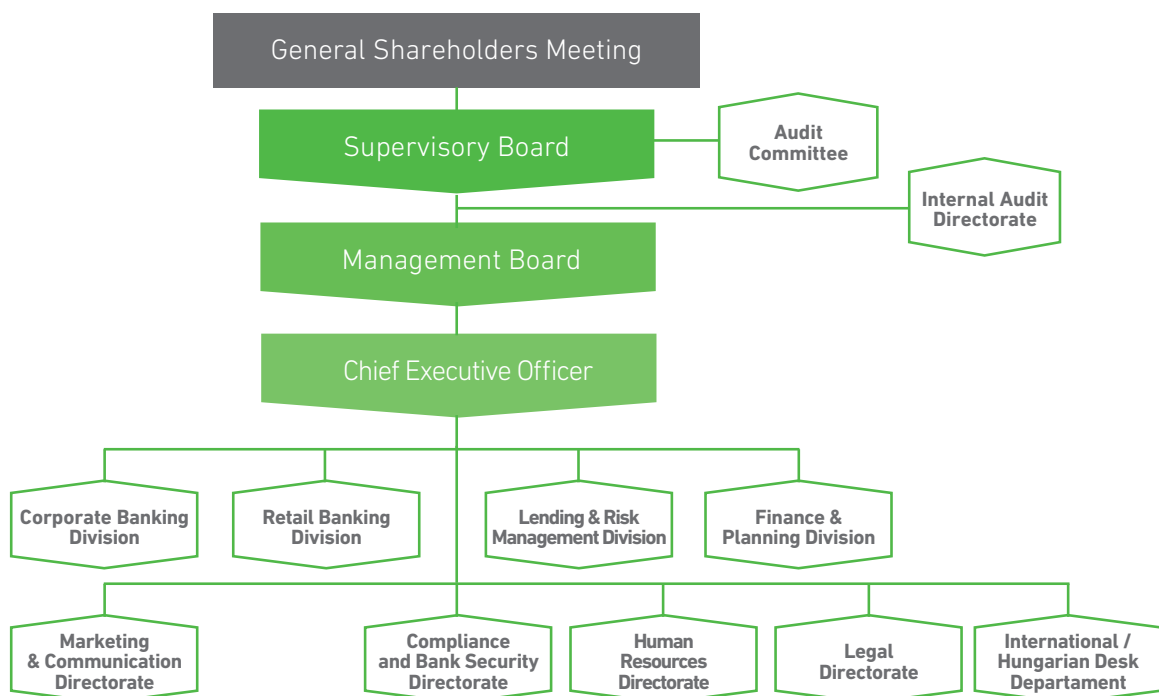 General Shareholders Meeting
Supervisory Board
Audit
Committee
Internal Audit
Directorate
Management Board
Chief Executive Officer
Corporate Banking
Division
Retail Banking
Division
Lending & Risk
Management Division
Finance &
Planning Division
Marketing
& Communication
Directorate
Compliance
and Bank Security
Directorate
Human
Resources
Directorate
Legal
Directorate
International /
Hungarian Desk
Departament